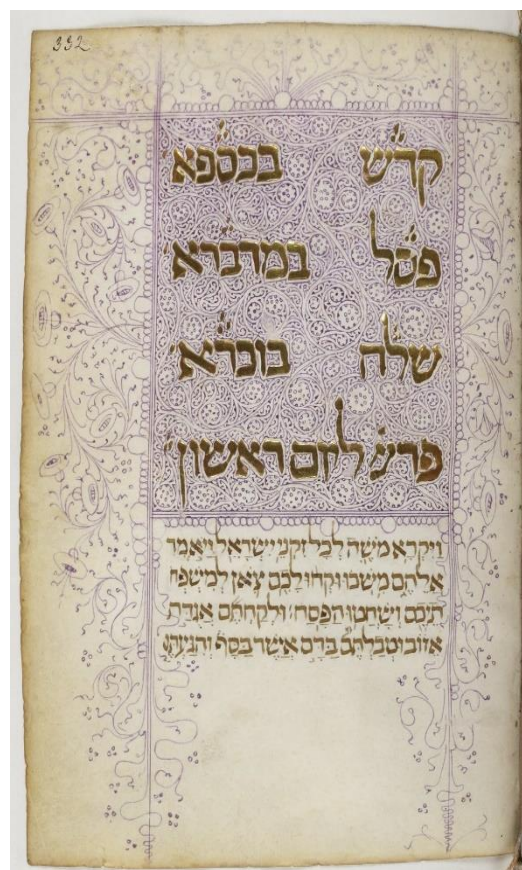 332
קדש בכספא
פסל במדברא
שלח בוכרא
פרש׳ ליום ראשון
ויקרא משה לכל זקני ישראל ויאמר
אלהם משכו וקחו לכם צאן למשפח
תיכם ושחטו הפסח׃ ולקחתם אגדת
אזוב וטבלתם בדם אשר בסף והגעתם